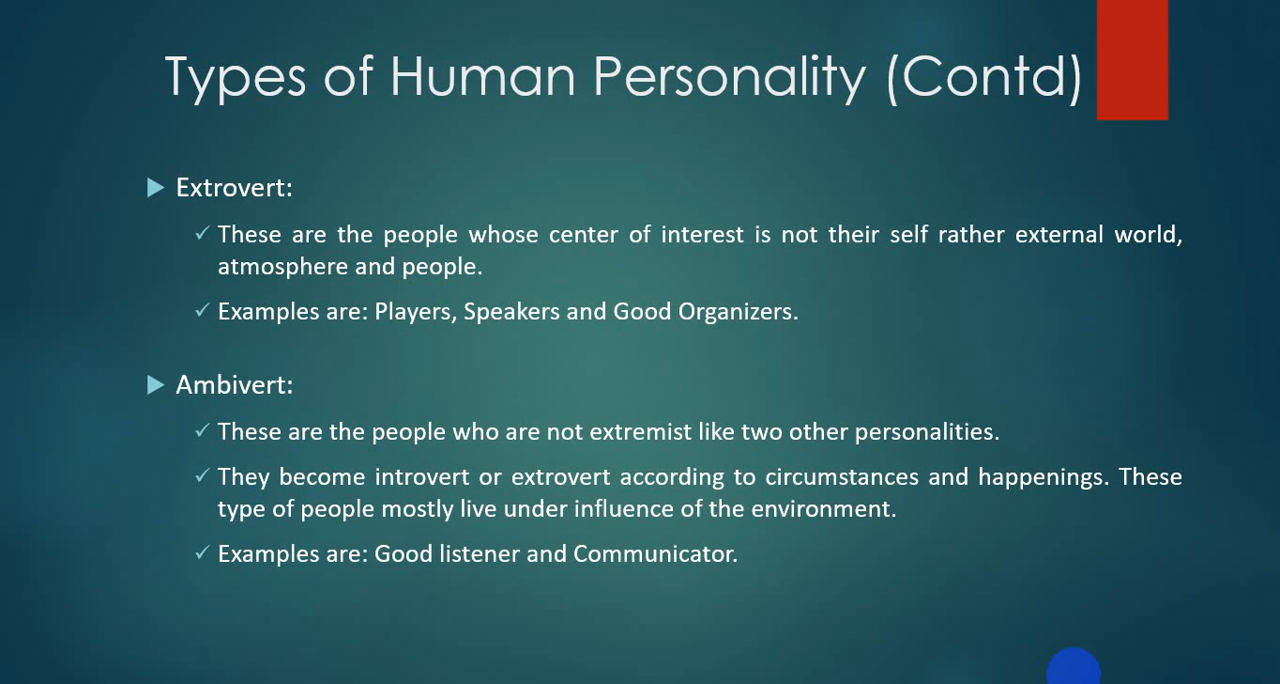 Types of Human Personality (Contd)
Extrovert:
These are the people whose center of interest is not their self rather external world,
atmosphere and people.
Examples are: Players, Speakers and Good Organizers.
Ambivert:
These are the people who are not extremist like two other personalities.
They become introvert or extrovert according to circumstances and happenings. These
type of people mostly live under influence of the environment.
Examples are: Good listener and Communicator.